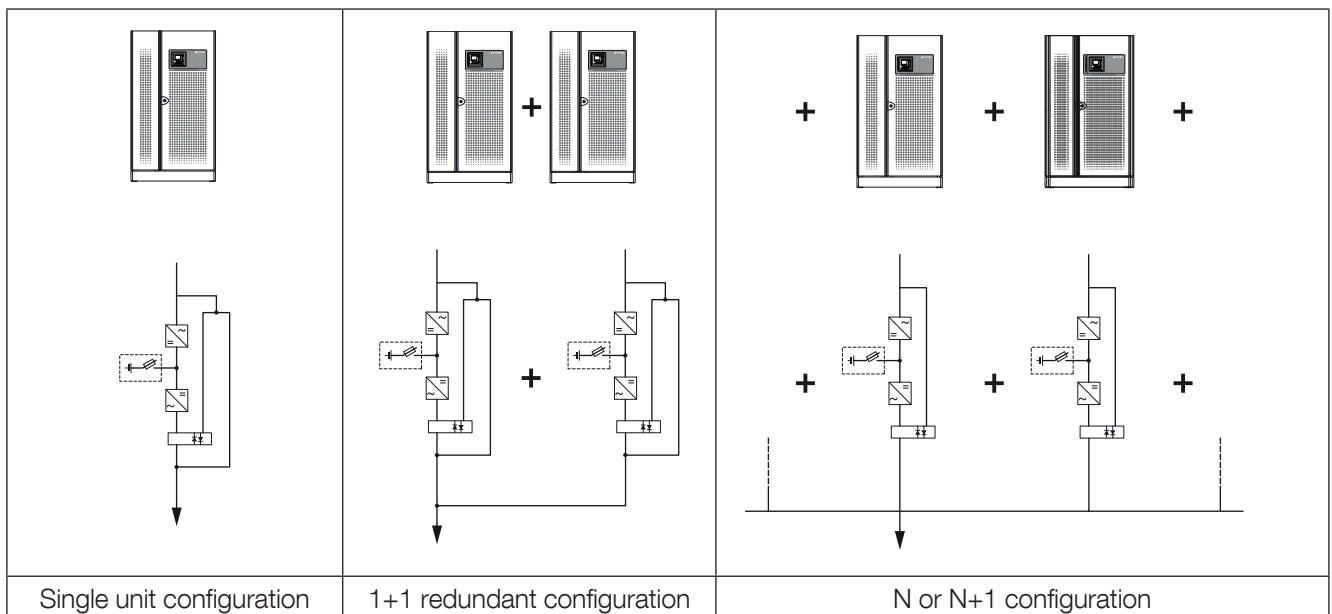 +
+ + +
+
+ + +
Single unit configuration
1+1 redundant configuration
N or N+1 configuration